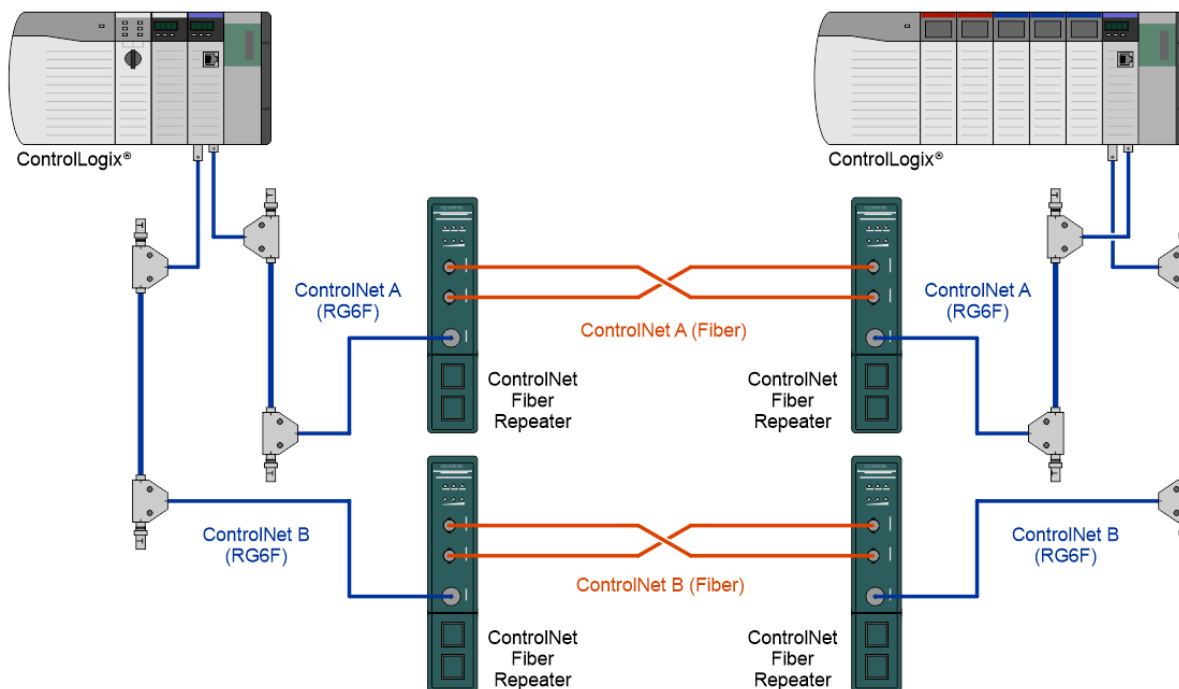 ControlLogix®
ControlLogix®
ControlNet A
(RG6F)
ControlNet A (Fiber)
ControlNet A
(RG6F)
ControlNet
Fiber
Repeater
ControlNet
Fiber
Repeater
ControlNet B
(RG6F)
ControlNet B (Fiber)
ControlNet B
(RG6F)
ControlNet
Fiber
Repeater
ControlNet
Fiber
Repeater